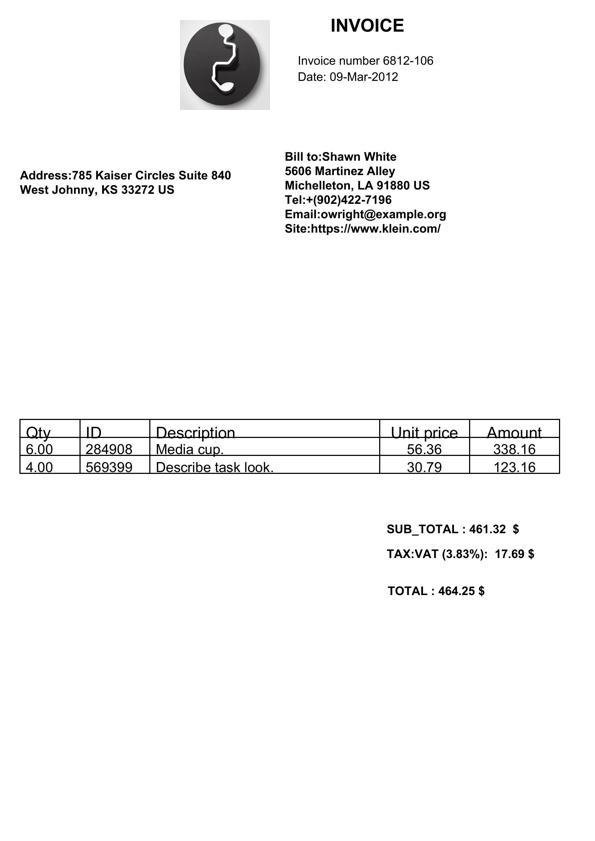 INVOICE
Invoice number 6812-106
Date: 09-Mar-2012
Address:785 Kaiser Circles Suite 840
West Johnny, KS 33272 US
Bill to:Shawn White
5606 Martinez Alley
Michelleton, LA 91880 US
Tel:+(902)422-7196
Email:owright@example.org
Site:https://www.klein.com/
Qty ID Description Unit price Amount
6.00 284908 Media cup. 56.36 338.16
4.00 569399 Describe task look. 30.79 123.16
SUB_TOTAL : 461.32 $
TAX:VAT (3.83%): 17.69 $
TOTAL : 464.25 $